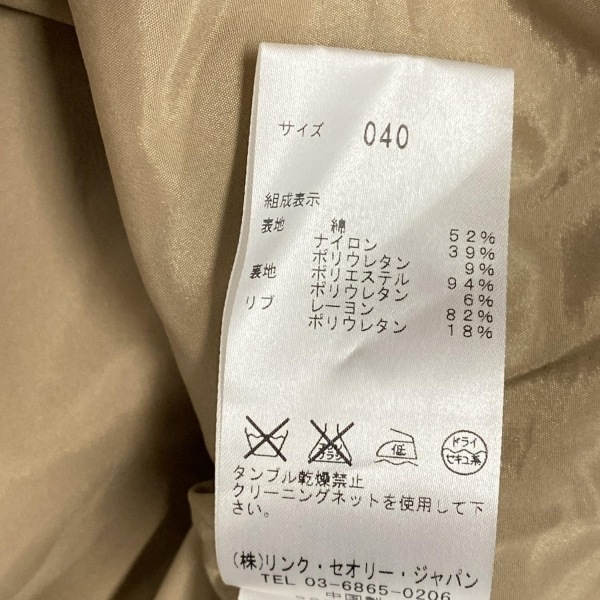 サイズ 040
組成表示
表地 綿 52%
ナイロン 39%
ポリウレタン 9%
裏地 ポリエステル 94%
ポリウレタン 6%
リブ レーヨン 82%
ポリウレタン 18%
低
ドライ
セキユ系
タンブル乾燥禁止
クリーニングネットを使用して下
さい。
(株)リンク・セオリー・ジャパン
TEL 03-6865-0206
中国製